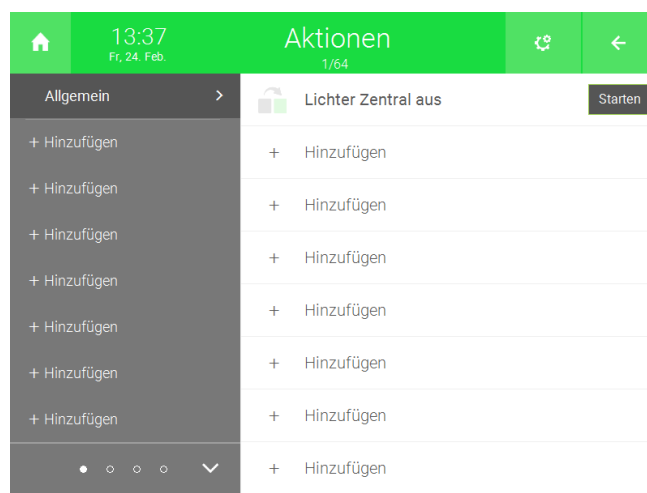 13:37
Fr, 24. Feb.
Aktionen
1/64
Allgemein
+ Hinzufügen
+ Hinzufügen
+ Hinzufügen
+ Hinzufügen
+ Hinzufügen
+ Hinzufügen
+ Hinzufügen
Lichter Zentral aus
Starten
+ Hinzufügen
+ Hinzufügen
+ Hinzufügen
+ Hinzufügen
+ Hinzufügen
+ Hinzufügen
+ Hinzufügen